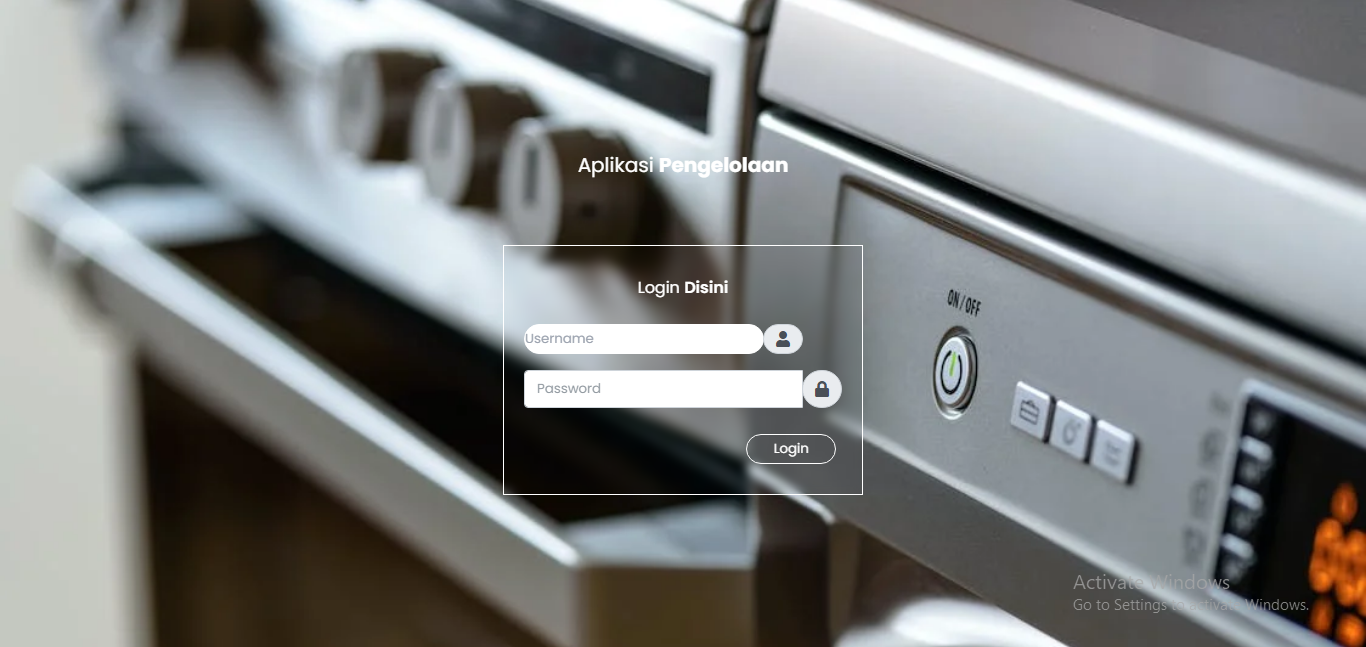 Aplikasi Pengelolaan
Login Disini
ON / OFF
Username
Password
Login
Activate Windows
Go to Settings to activate Windows.